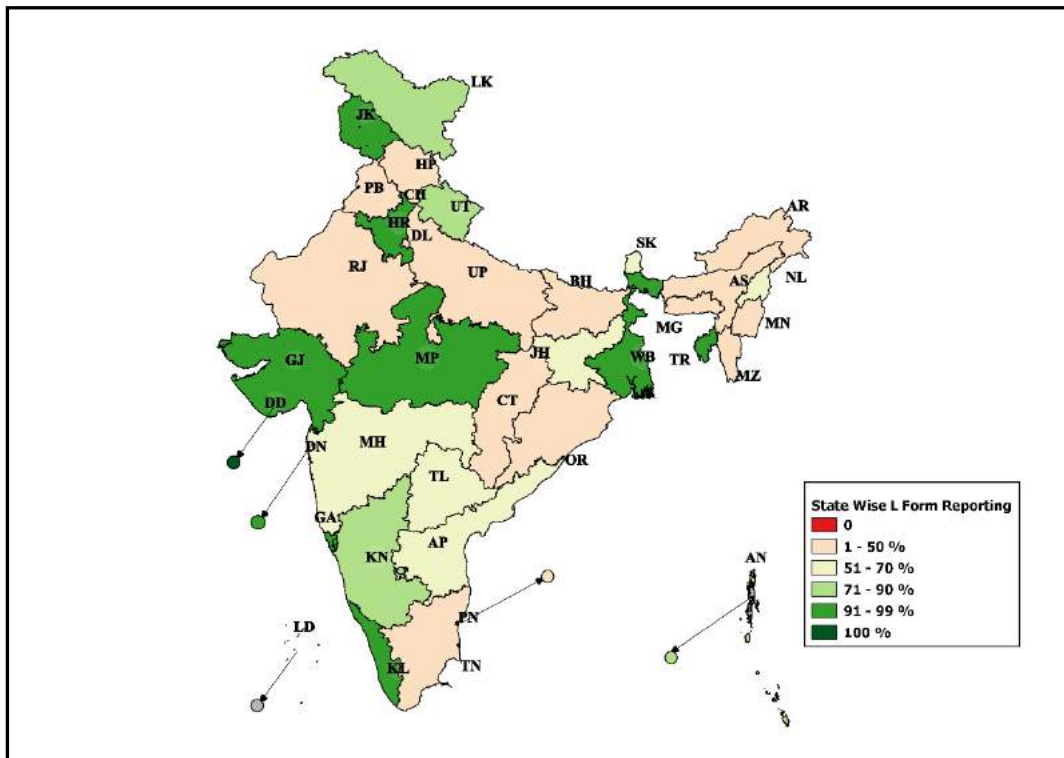 LK
JK
HP
PB
CH
UT
HR
DL
AR
SK
RJ
UP
BH
AS
NL
MG
MN
GJ
MP
JH
WB
TR
MZ
DD
CT
DN
MH
OR
TL
GA
AP
KN
AN
PN
LD
KL
TN
State Wise L Form Reporting
0
1 - 50 %
51 - 70 %
71 - 90 %
91 - 99 %
100 %